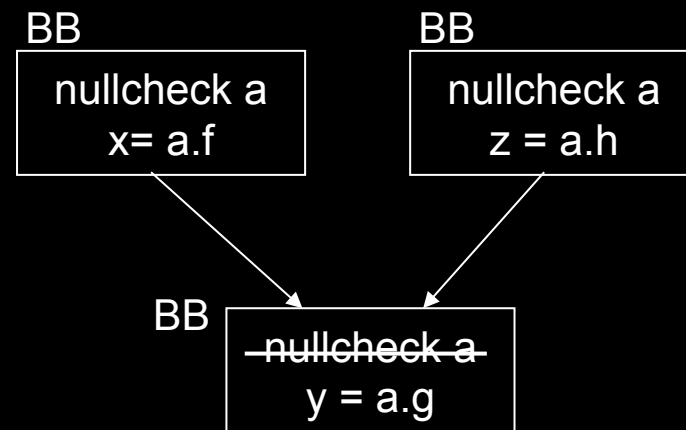 BB
nullcheck a
x= a.f
BB
nullcheck a
z = a.h
BB
nullcheck a
y = a.g